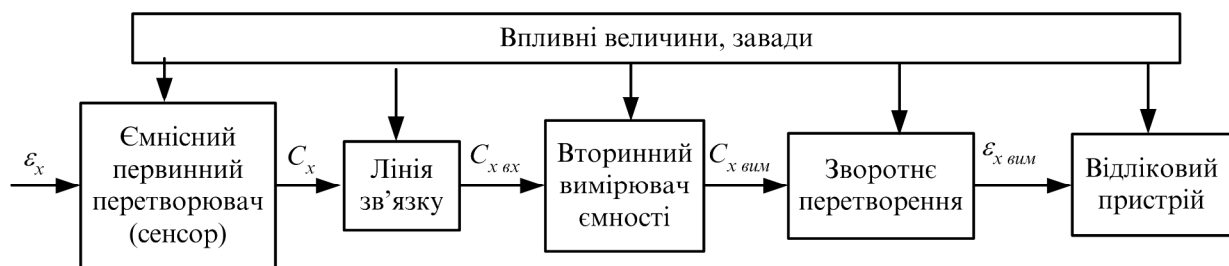 Впливні величини, завади
εx
Ємнісний
первинний
перетворювач
(сенсор)
Cx
Лінія
зв’язку
Cx вх
Вторинний
вимірювач
ємності
Cx вим
Зворотнє
перетворення
εx вим
Відліковий
пристрій